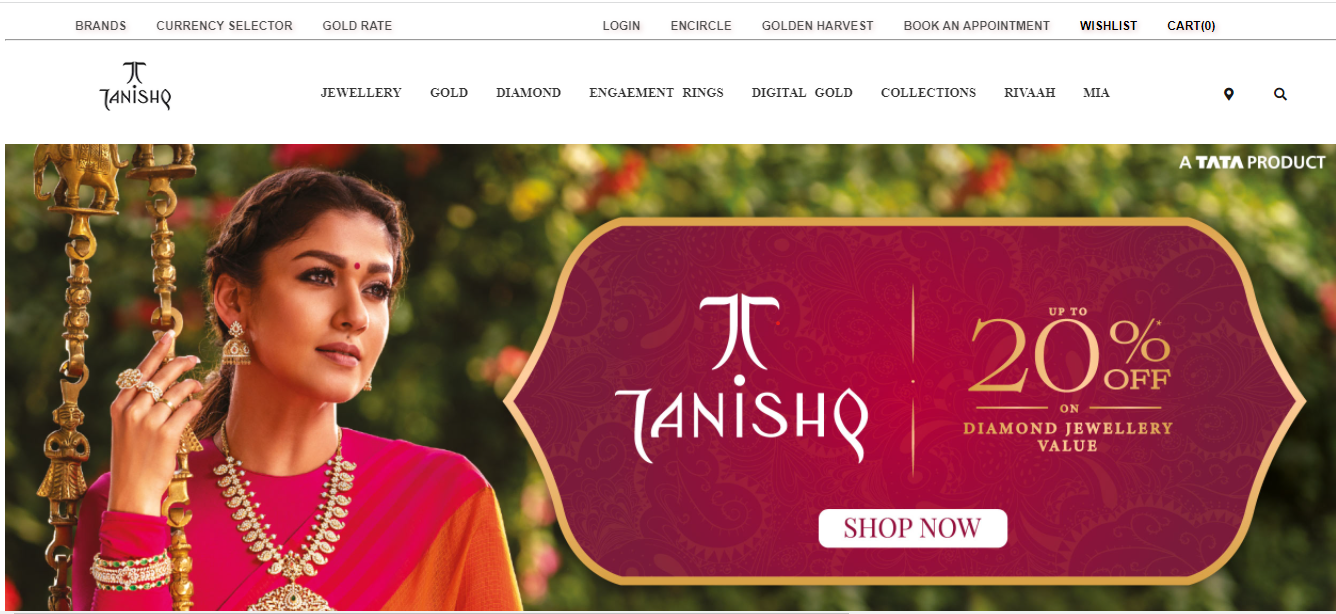 BRANDS CURRENCY SELECTOR GOLD RATE LOGIN ENCIRCLE GOLDEN HARVEST BOOK AN APPOINTMENT WISHLIST CART(0)
TANISHQ JEWELLERY GOLD DIAMOND ENGAEMENT RINGS DIGITAL GOLD COLLECTIONS RIVAAH MIA
A TATA PRODUCT
TANISHQ
UP TO
20%*
OFF
ON
DIAMOND JEWELLERY
VALUE
SHOP NOW